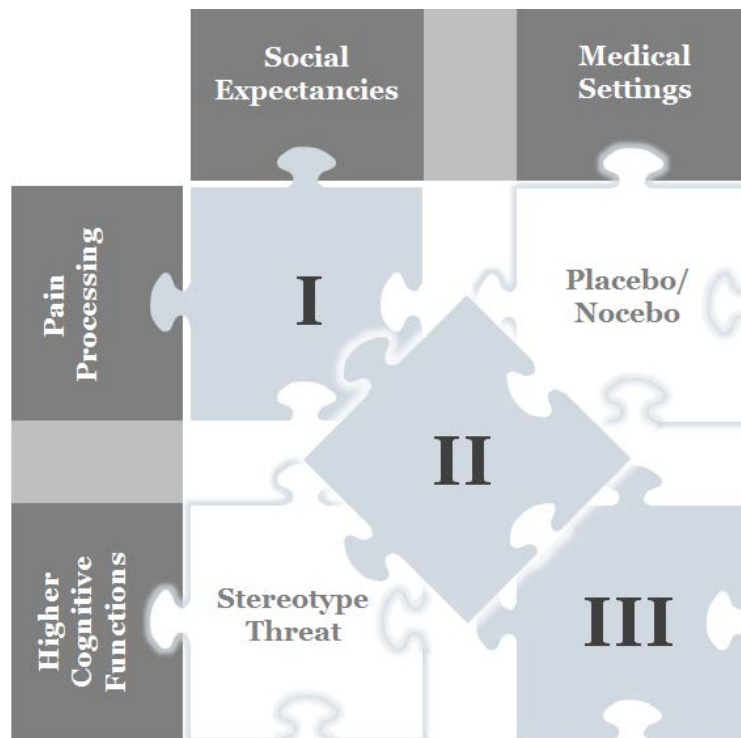 Social
Expectancies
Medical
Settings
Pain
Processing
I
Placebo/
Nocebo
II
Higher
Cognitive
Functions
Stereotype
Threat
III